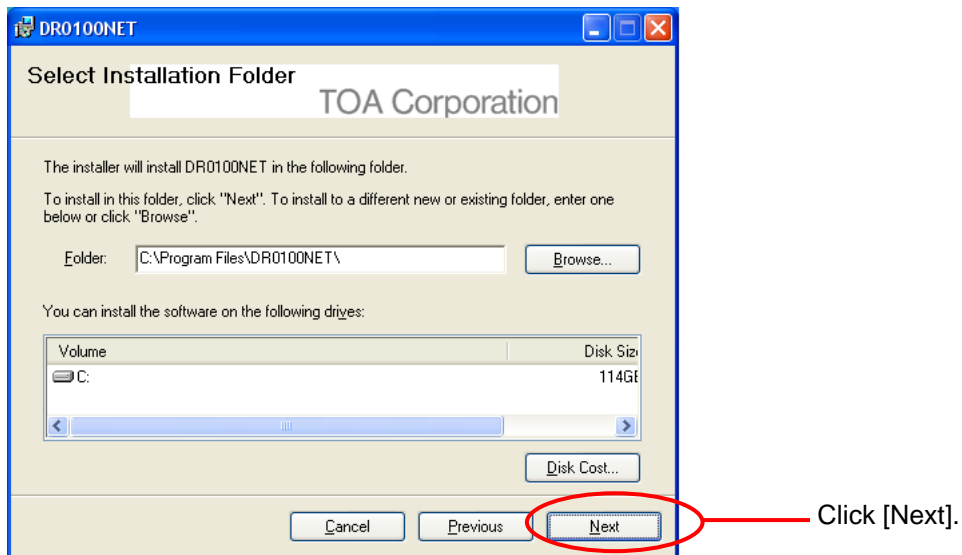 DR0100NET
Select Installation Folder
TOA Corporation
The installer will install DR0100NET in the following folder.
To install in this folder, click "Next". To install to a different new or existing folder, enter one
below or click "Browse".
Folder: C:\Program Files\DR0100NET\ Browse...
You can install the software on the following drives:
Volume Disk Siz
C: 114GB
Disk Cost...
Cancel Previous Next
Click [Next].